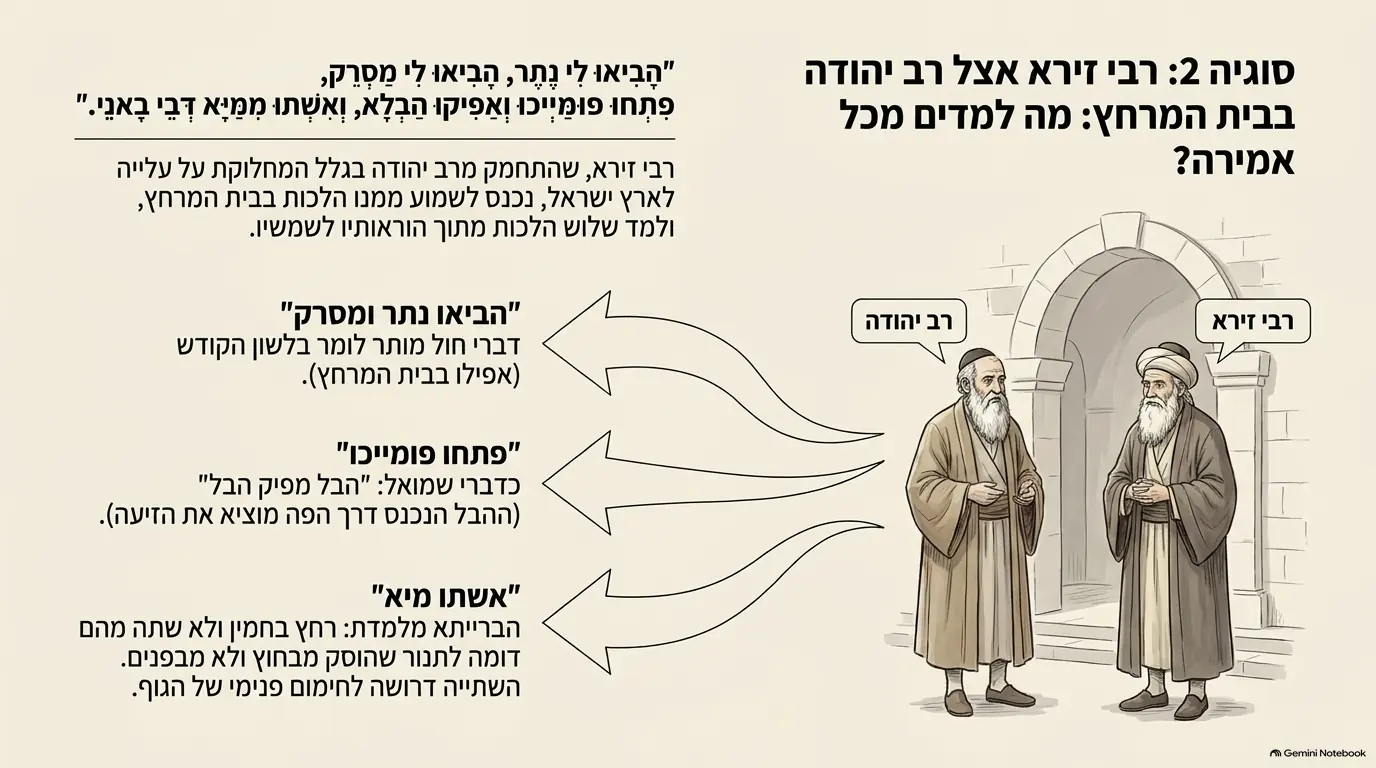 סוגיה 2: רבי זירא אצל רב יהודה
בבית המרחץ: מה למדים מכל
אמירה?
"הָבִיאוּ לִי נֶתֶר, הָבִיאוּ לִי מַסְרֵק,
פִּתְחוּ פּוּמַּיְיכוּ וְאַפִּיקוּ הַבְלָא, וְאִשְׁתוּ מִמַּיָּא דְּבֵי בָאנֵי."
רבי זירא, שהתחמק מרב יהודה בגלל המחלוקת על עלייה
לארץ ישראל, נכנס לשמוע ממנו הלכות בבית המרחץ,
ולמד שלוש הלכות מתוך הוראותיו לשמשיו.
רבי זירא
רב יהודה
"הביאו נתר ומסרק"
דברי חול מותר לומר בלשון הקודש
(אפילו בבית המרחץ).
"פתחו פומייכו"
כדברי שמואל: "הבל מפיק הבל"
(ההבל הנכנס דרך הפה מוציא את הזיעה).
"אשתו מיא"
הברייתא מלמדת: רחץ בחמין ולא שתה מהם
דומה לתנור שהוסק מבחוץ ולא מבפנים.
השתייה דרושה לחימום פנימי של הגוף.
Gemini Notebook